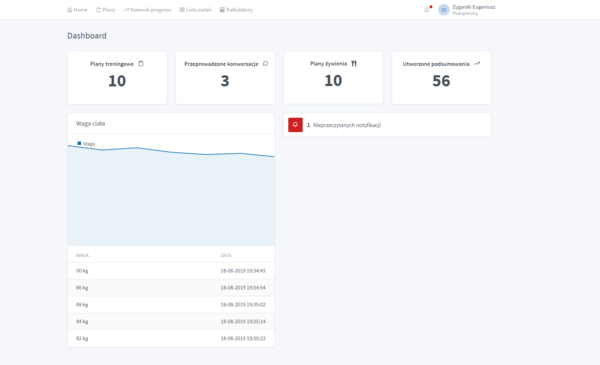 Home Plany Dziennik progress Lista zadań Kalkulatory
ZE Zygarski Eugeniusz
Podopieczny
Dashboard
Plany treningowe
10
Przeprowadzone konwersacje
3
Plany żywienia
10
Utworzone podsumowania
56
Waga ciała
Waga
WAGA DATA
90 kg 18-08-2019 19:34:43
86 kg 18-08-2019 19:34:54
88 kg 18-08-2019 19:35:02
84 kg 18-08-2019 19:35:14
82 kg 18-08-2019 19:35:23
1 Nieprzeczytanych notyfikacji